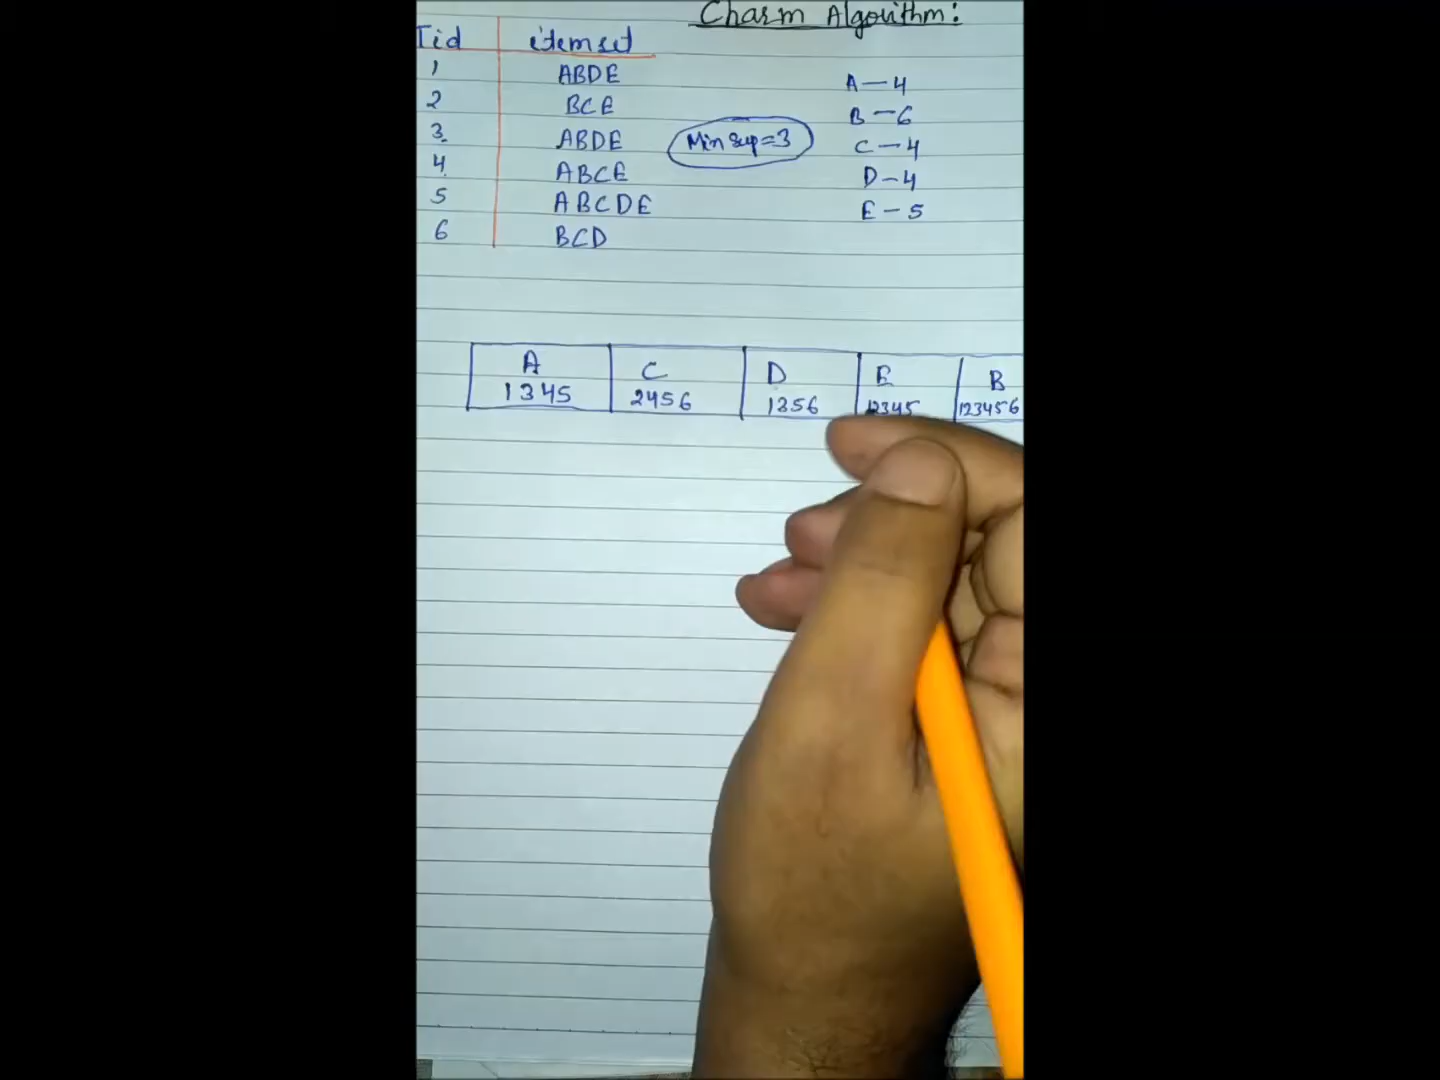 Charm Algorithm:
Tid itemset
1 ABDE
2 BCE
3. ABDE
4. ABCE
5 ABCDE
6 BCD
Min Sup=3
A-4
B-6
C-4
D-4
E-5
A C D E B
1345 2456 1356 12345 123456